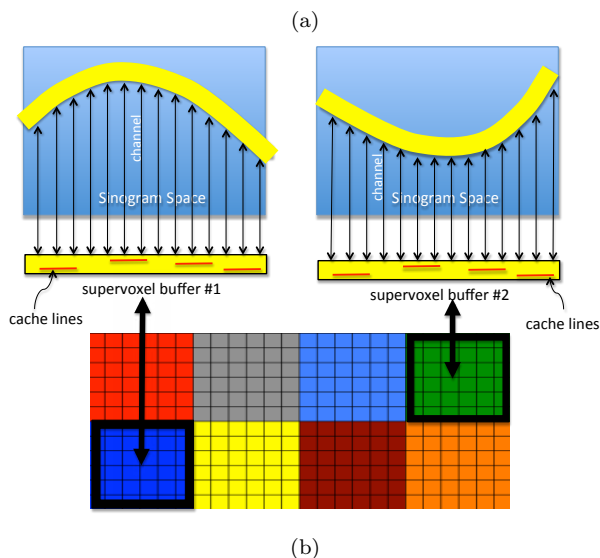 (a)
channel
channel
Sinogram Space
Sinogram Space
supervoxel buffer #1
supervoxel buffer #2
cache lines
cache lines
(b)